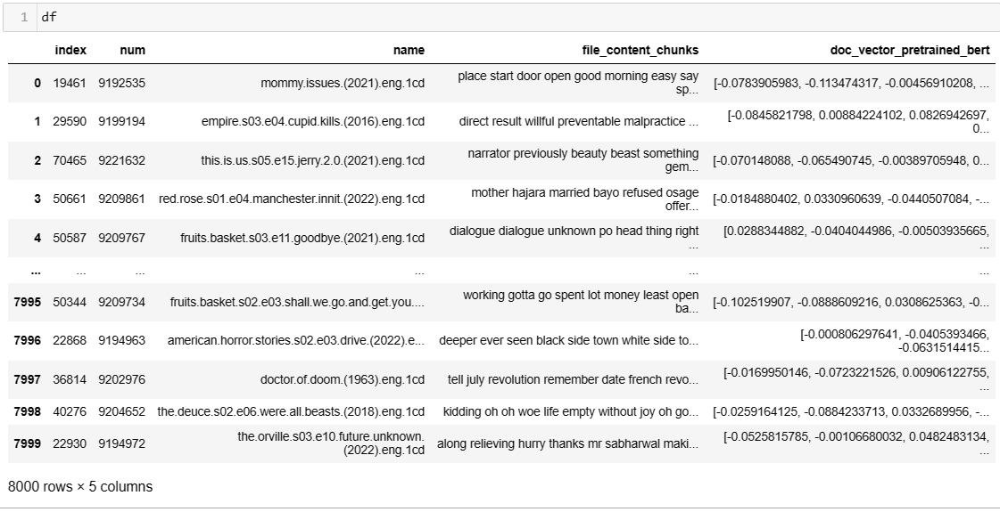 1 df
index num name file_content_chunks doc_vector_pretrained_bert
0 19461 9192535 mommy.issues.(2021).eng.1cd place start door open good morning easy say sp... [-0.0783905983, -0.113474317, -0.00456910208, ...
1 29590 9199194 empire.s03.e04.cupid.kills.(2016).eng.1cd direct result willful preventable malpractice ... [-0.0845821798, 0.00884224102, 0.0826942697, 0...
2 70465 9221632 this.is.us.s05.e15.jerry.2.0.(2021).eng.1cd narrator previously beauty beast something gem... [-0.070148088, -0.065490745, -0.00389705948, 0...
3 50661 9209861 red.rose.s01.e04.manchester.innit.(2022).eng.1cd mother hajara married bayo refused osage offer... [-0.0184880402, 0.0330960639, -0.0440507084, -...
4 50587 9209767 fruits.basket.s03.e11.goodbye.(2021).eng.1cd dialogue dialogue unknown po head thing right ... [0.0288344882, -0.0404044986, -0.00503935665, ...
... ... ... ... ... ...
7995 50344 9209734 fruits.basket.s02.e03.shall.we.go.and.get.you.... working gotta go spent lot money least open ba... [-0.102519907, -0.0888609216, 0.0308625363, -0...
7996 22868 9194963 american.horror.stories.s02.e03.drive.(2022).e... deeper ever seen black side town white side to... [-0.000806297641, -0.0405393466, -0.0631514415...
7997 36814 9202976 doctor.of.doom.(1963).eng.1cd tell july revolution remember date french revo... [-0.0169950146, -0.0723221526, 0.00906122755, ...
7998 40276 9204652 the.deuce.s02.e06.were.all.beasts.(2018).eng.1cd kidding oh oh woe life empty without joy oh go... [-0.0259164125, -0.0884233713, 0.0332689956, -...
7999 22930 9194972 the.orville.s03.e10.future.unknown.(2022).eng.1cd along relieving hurry thanks mr sabharwal maki... [-0.0525815785, -0.00106680032, 0.0482483134, ...
8000 rows × 5 columns